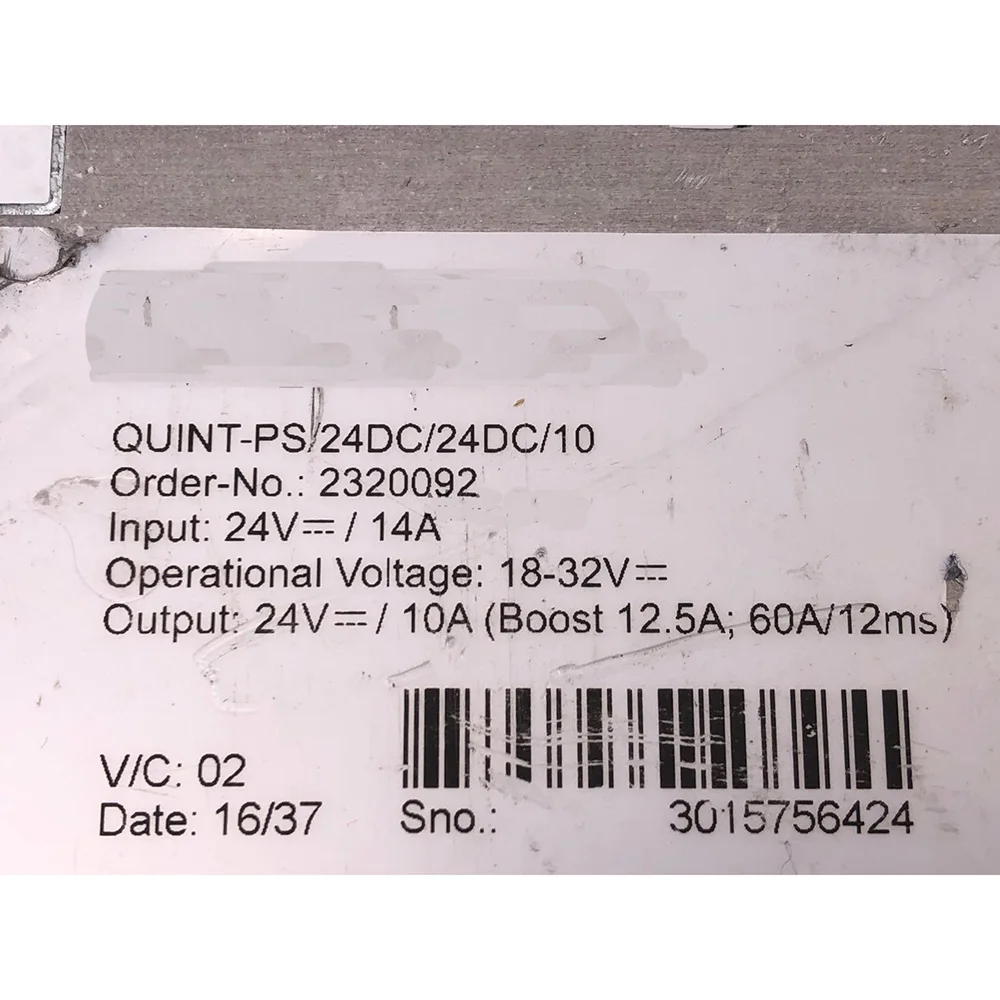 QUINT-PS/24DC/24DC/10
Order-No.: 2320092
Input: 24V⎓ / 14A
Operational Voltage: 18-32V⎓
Output: 24V⎓ / 10A (Boost 12.5A; 60A/12ms)
V/C: 02
Date: 16/37
Sno.: 3015756424